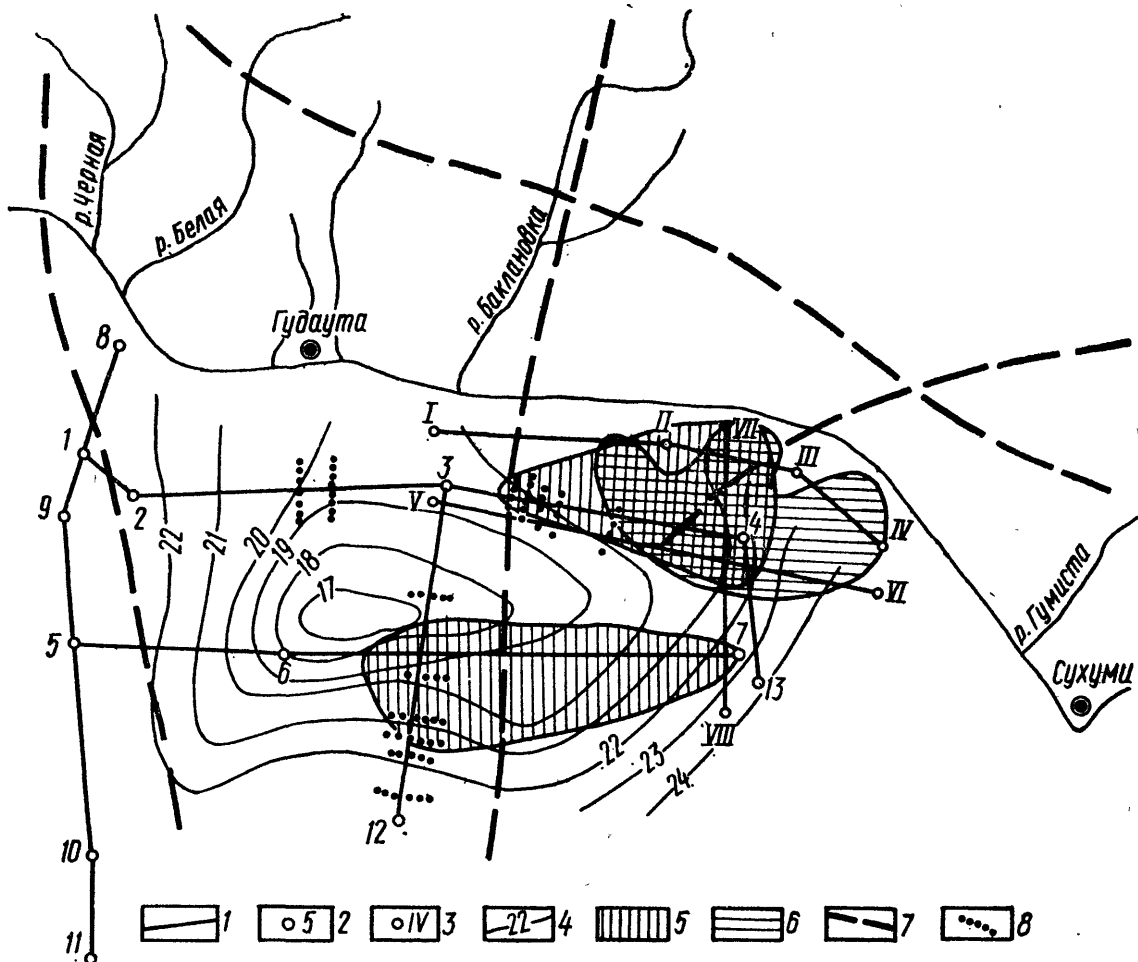 р. Черная
р. Белая
р. Баклановка
Гудаута
8
1
2
9
3
I
II
VII
III
V
4
IV
VI
22
21
20
19
18
17
5
6
7
13
VIII
р. Гумиста
Сухуми
22
23
24
12
10
11
1
5 2
IV 3
22 4
5
6
7
8